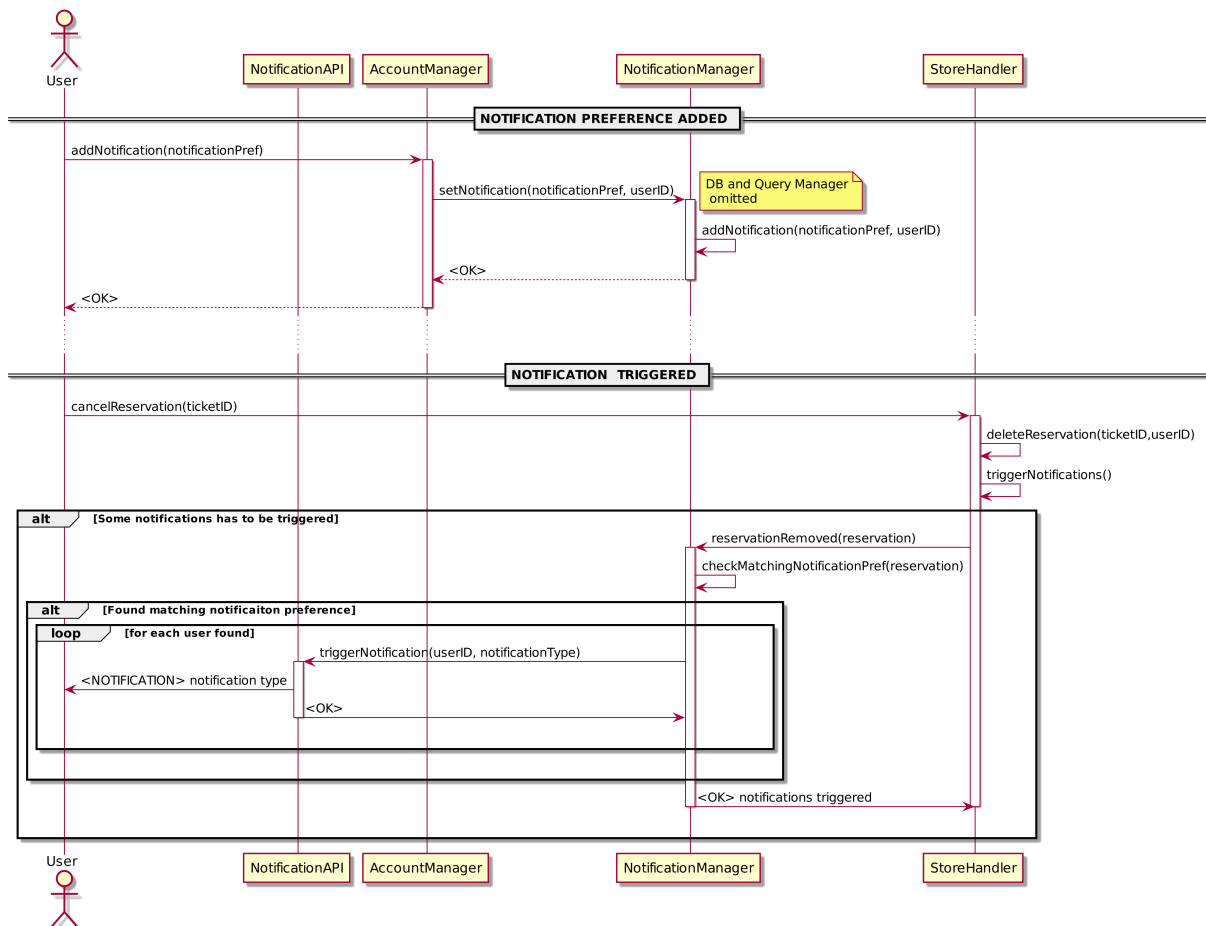 User
NotificationAPI
AccountManager
NotificationManager
StoreHandler
NOTIFICATION PREFERENCE ADDED
addNotification(notificationPref)
setNotification(notificationPref, userID)
DB and Query Manager
omitted
addNotification(notificationPref, userID)
<OK>
<OK>
NOTIFICATION  TRIGGERED
cancelReservation(ticketID)
deleteReservation(ticketID,userID)
triggerNotifications()
alt [Some notifications has to be triggered]
reservationRemoved(reservation)
checkMatchingNotificationPref(reservation)
alt [Found matching notificaiton preference]
loop [for each user found]
triggerNotification(userID, notificationType)
<NOTIFICATION> notification type
<OK>
<OK> notifications triggered
User
NotificationAPI
AccountManager
NotificationManager
StoreHandler